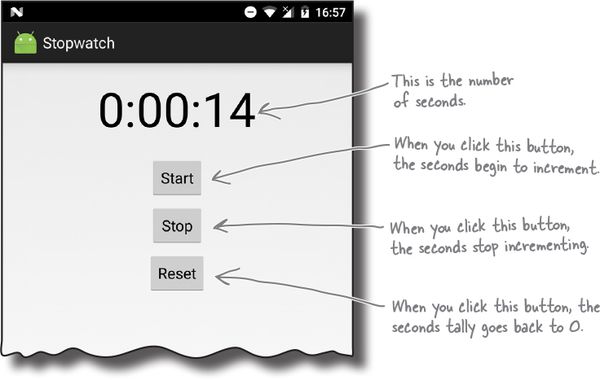 16:57
Stopwatch
0:00:14
This is the number
of seconds.
Start
When you click this button,
the seconds begin to increment.
Stop
When you click this button,
the seconds stop incrementing.
Reset
When you click this button, the
seconds tally goes back to 0.